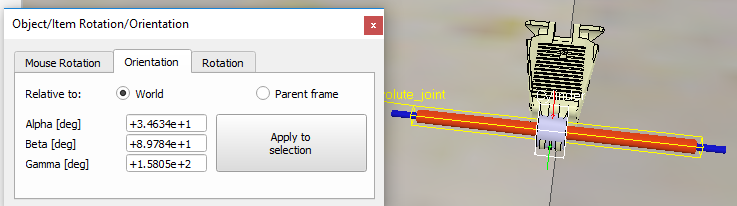 Object/Item Rotation/Orientation
x
Mouse Rotation Orientation Rotation
Relative to: World Parent frame
Alpha [deg] +3.4634e+1
Beta [deg] +8.9784e+1
Gamma [deg] +1.5805e+2
Apply to
selection
volute_joint